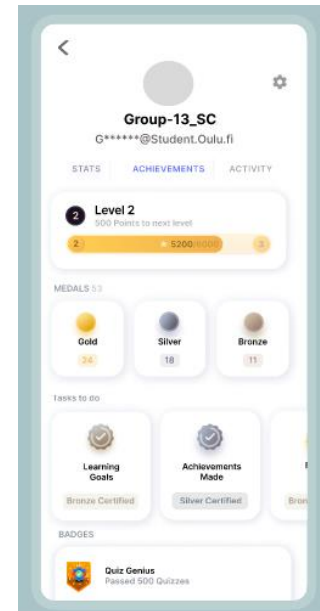 Group-13_SC
G******@Student.Oulu.fi
STATS ACHIEVEMENTS ACTIVITY
2 Level 2
500 Points to next level
2 5200/6000 3
MEDALS 53
Gold Silver Bronze
24 18 11
Tasks to do
Learning Achievements
Goals Made
Bronze Certified Silver Certified Bron
BADGES
Quiz Genius
Passed 500 Quizzes